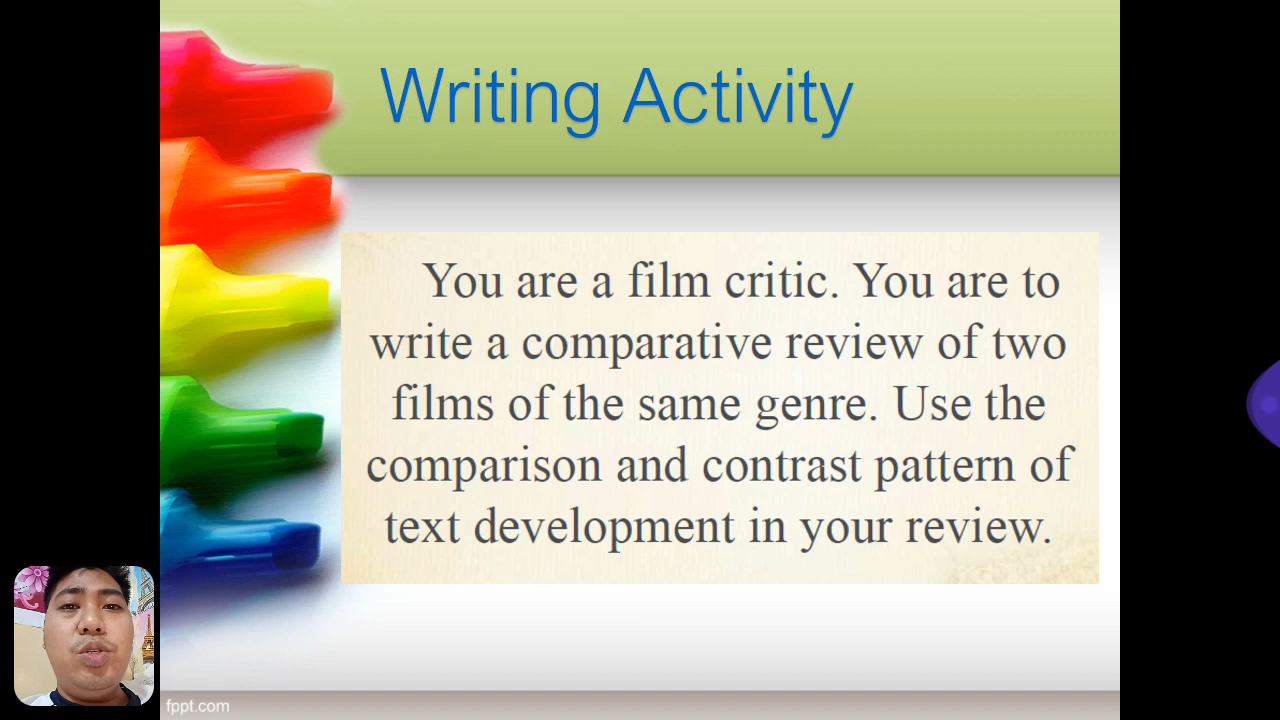 Writing Activity
You are a film critic. You are to
write a comparative review of two
films of the same genre. Use the
comparison and contrast pattern of
text development in your review.
fppt.com